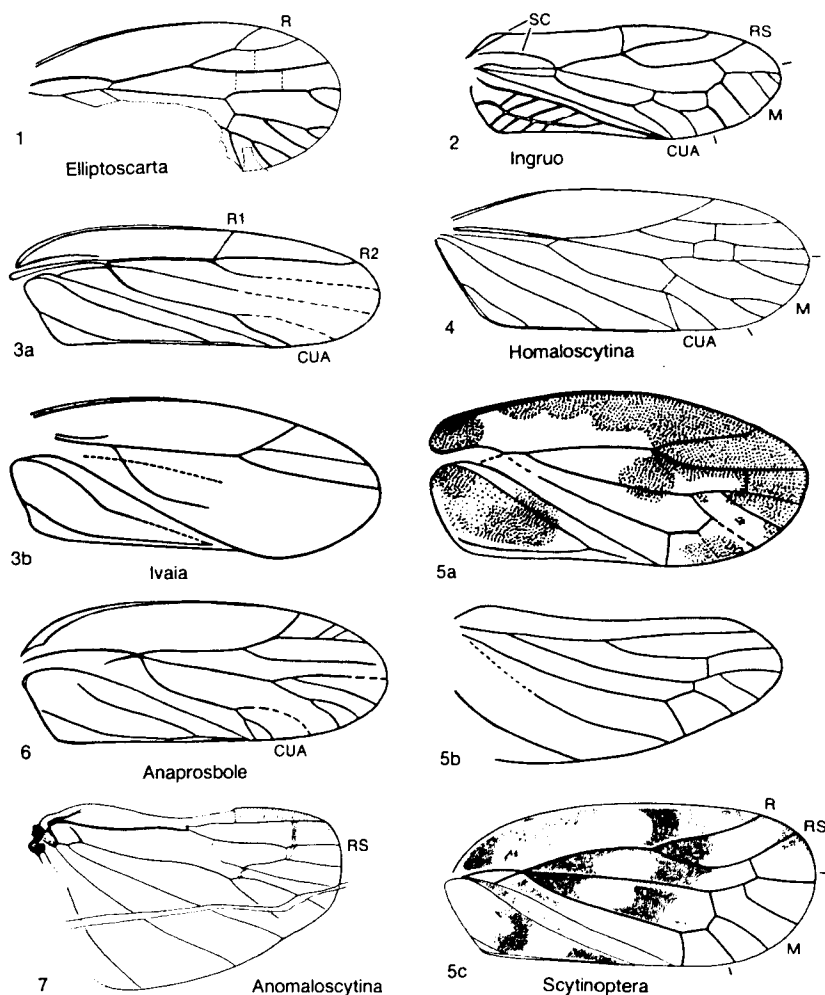 R
1
Elliptoscarta
SC
RS
M
2
Ingruo
CUA
R1
R2
3a
CUA
4
M
CUA
Homaloscytina
3b
Ivaia
5a
6
CUA
Anaprosbole
5b
RS
7
Anomaloscytina
R
RS
M
5c
Scytinoptera